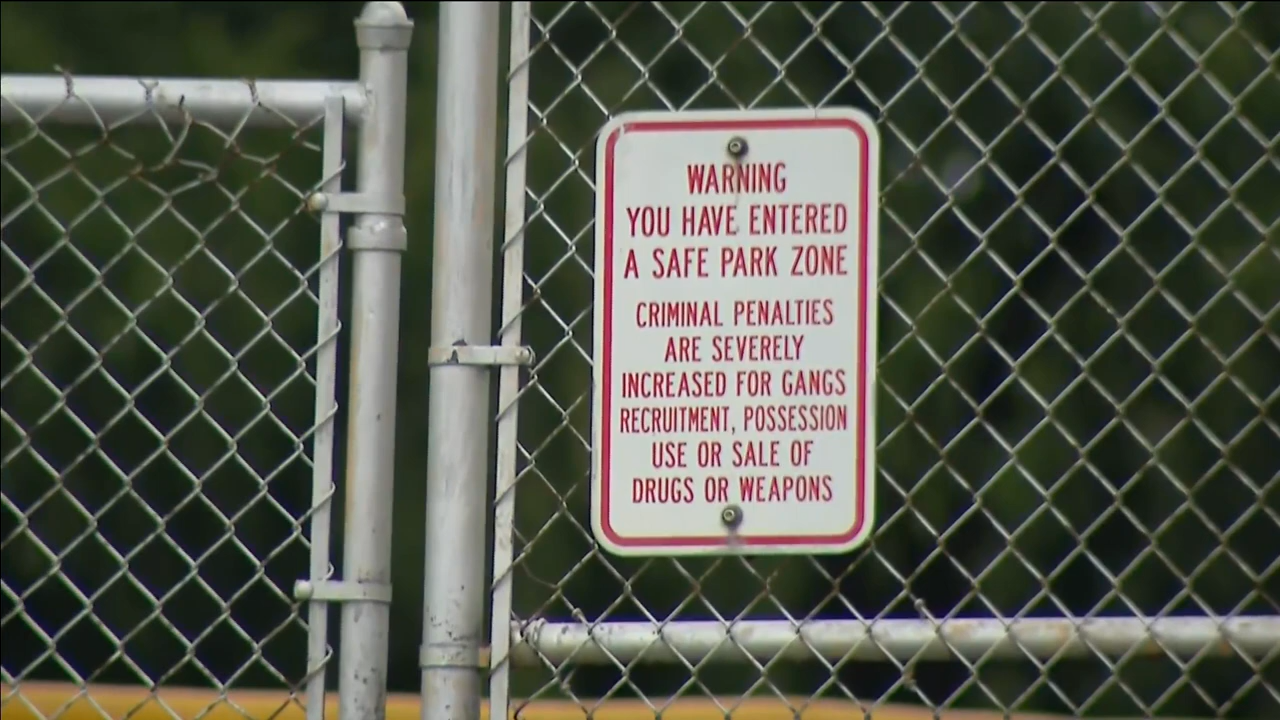 WARNING
YOU HAVE ENTERED
A SAFE PARK ZONE
CRIMINAL PENALTIES
ARE SEVERELY
INCREASED FOR GANGS
RECRUITMENT, POSSESSION
USE OR SALE OF
DRUGS OR WEAPONS